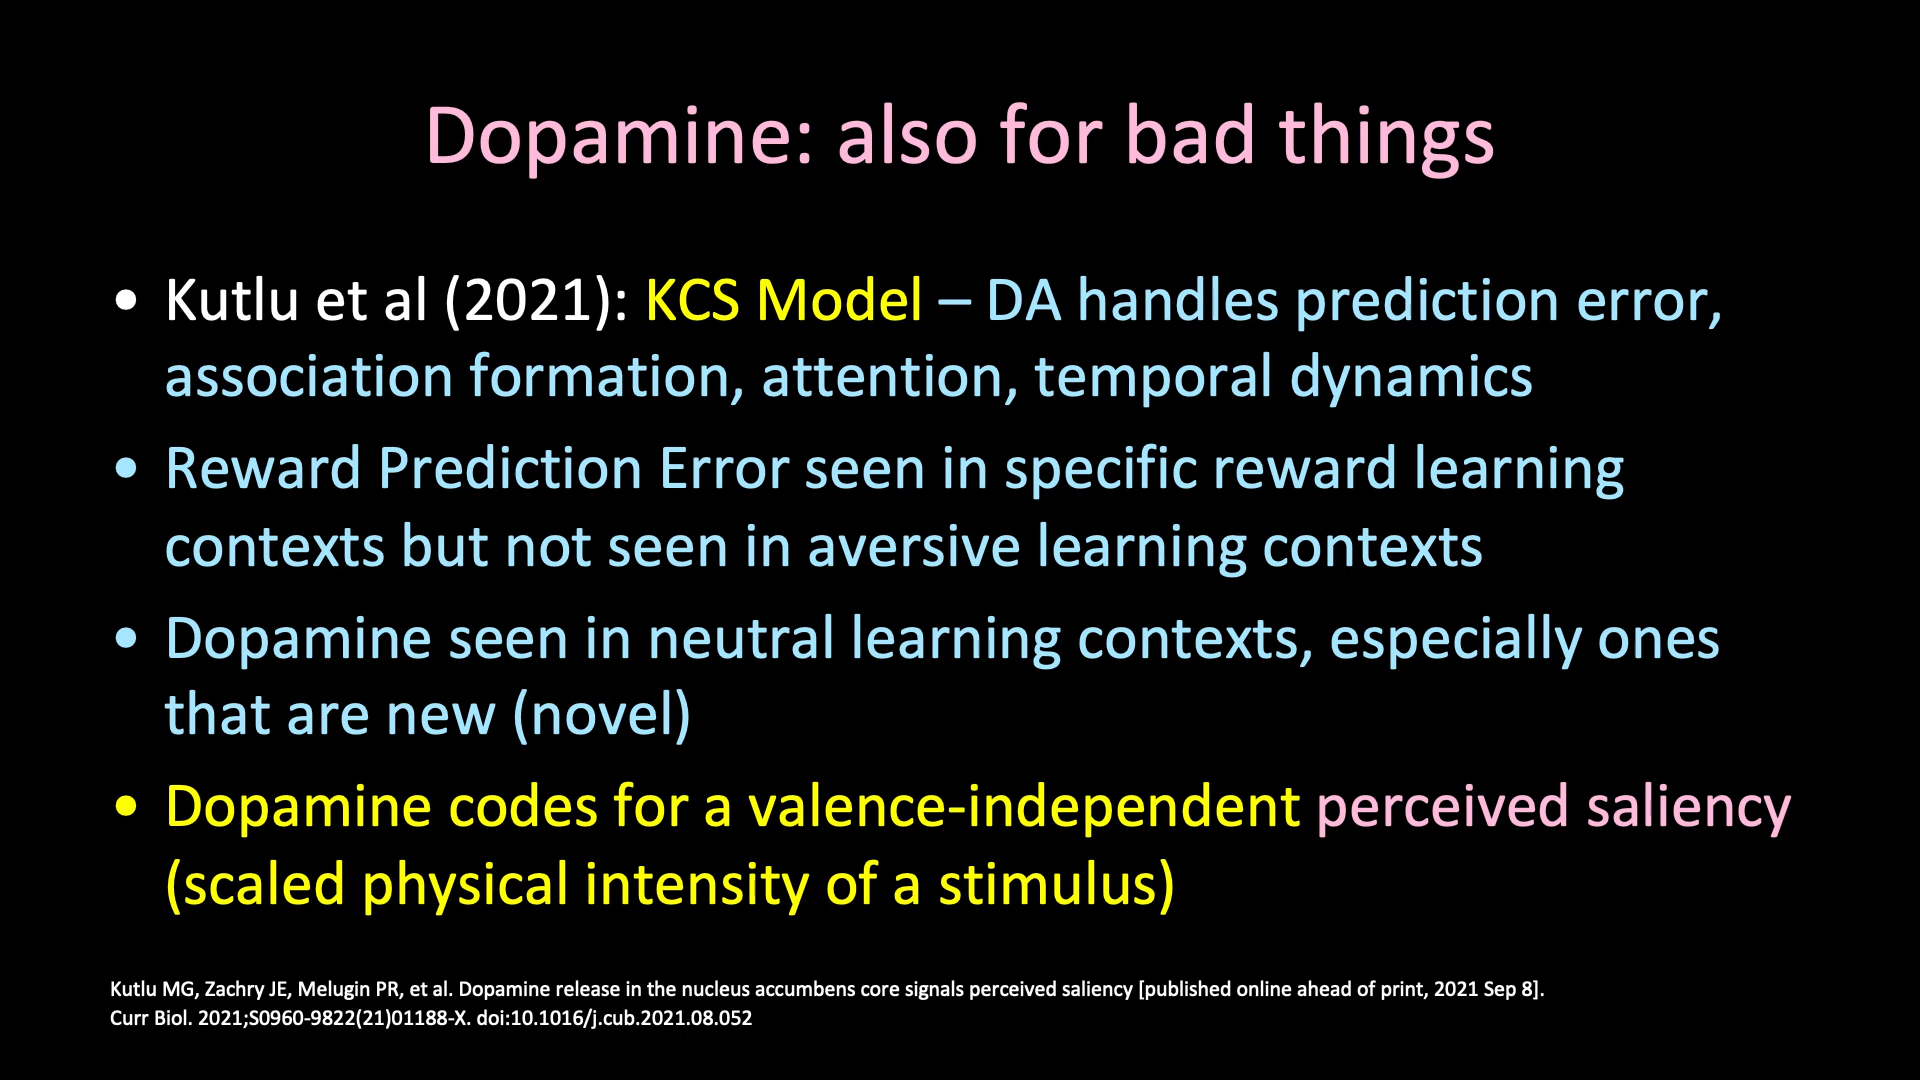 Dopamine: also for bad things
• Kutlu et al (2021): KCS Model – DA handles prediction error,
association formation, attention, temporal dynamics
• Reward Prediction Error seen in specific reward learning
contexts but not seen in aversive learning contexts
• Dopamine seen in neutral learning contexts, especially ones
that are new (novel)
• Dopamine codes for a valence-independent perceived saliency
(scaled physical intensity of a stimulus)
Kutlu MG, Zachry JE, Melugin PR, et al. Dopamine release in the nucleus accumbens core signals perceived saliency [published online ahead of print, 2021 Sep 8].
Curr Biol. 2021;S0960-9822(21)01188-X. doi:10.1016/j.cub.2021.08.052